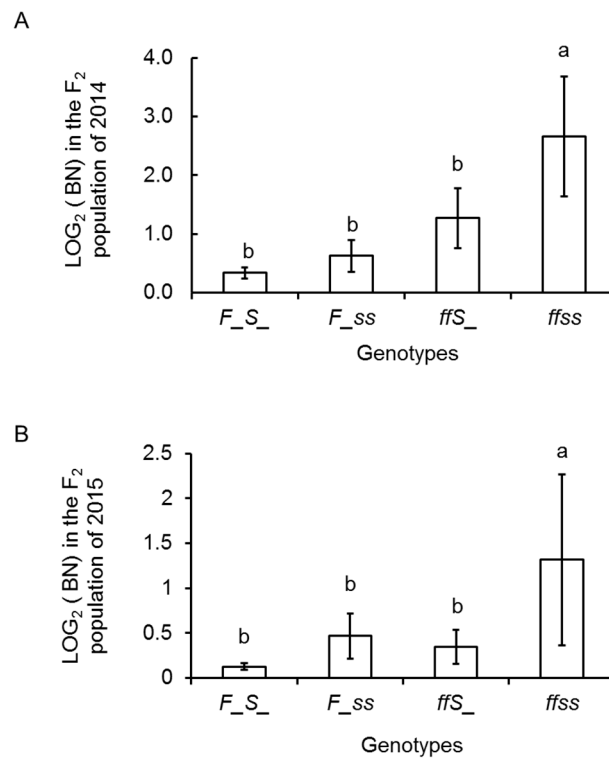 A
LOG₂ ( BN) in the F₂
population of 2014
4.0
3.0
2.0
1.0
0.0
b
b
b
a
F_S_
F_ss
ffS_
ffss
Genotypes
B
LOG₂ ( BN) in the F₂
population of 2015
2.5
2
1.5
1
0.5
0
b
b
b
a
F_S_
F_ss
ffS_
ffss
Genotypes